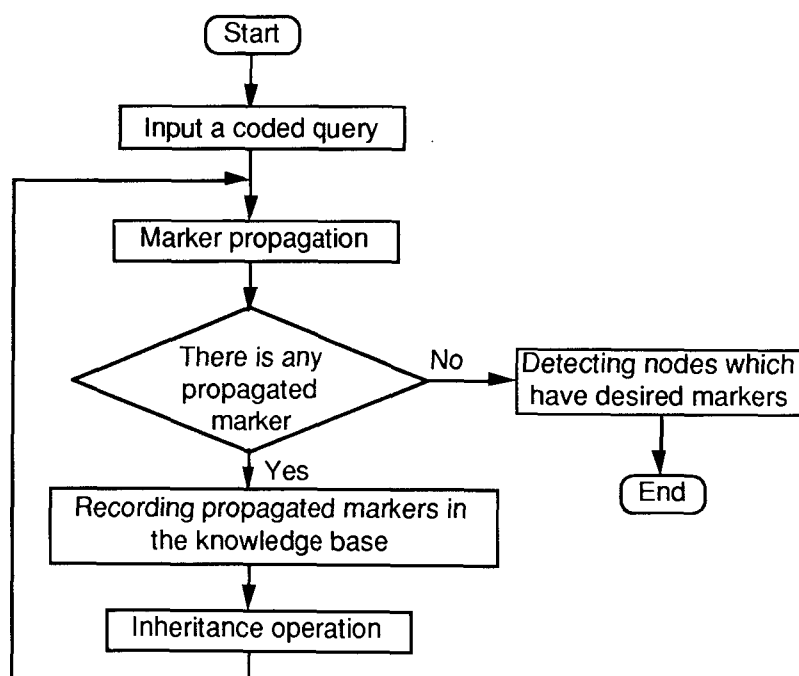 Start
Input a coded query
Marker propagation
There is any
propagated
marker
No
Detecting nodes which
have desired markers
Yes
End
Recording propagated markers in
the knowledge base
Inheritance operation